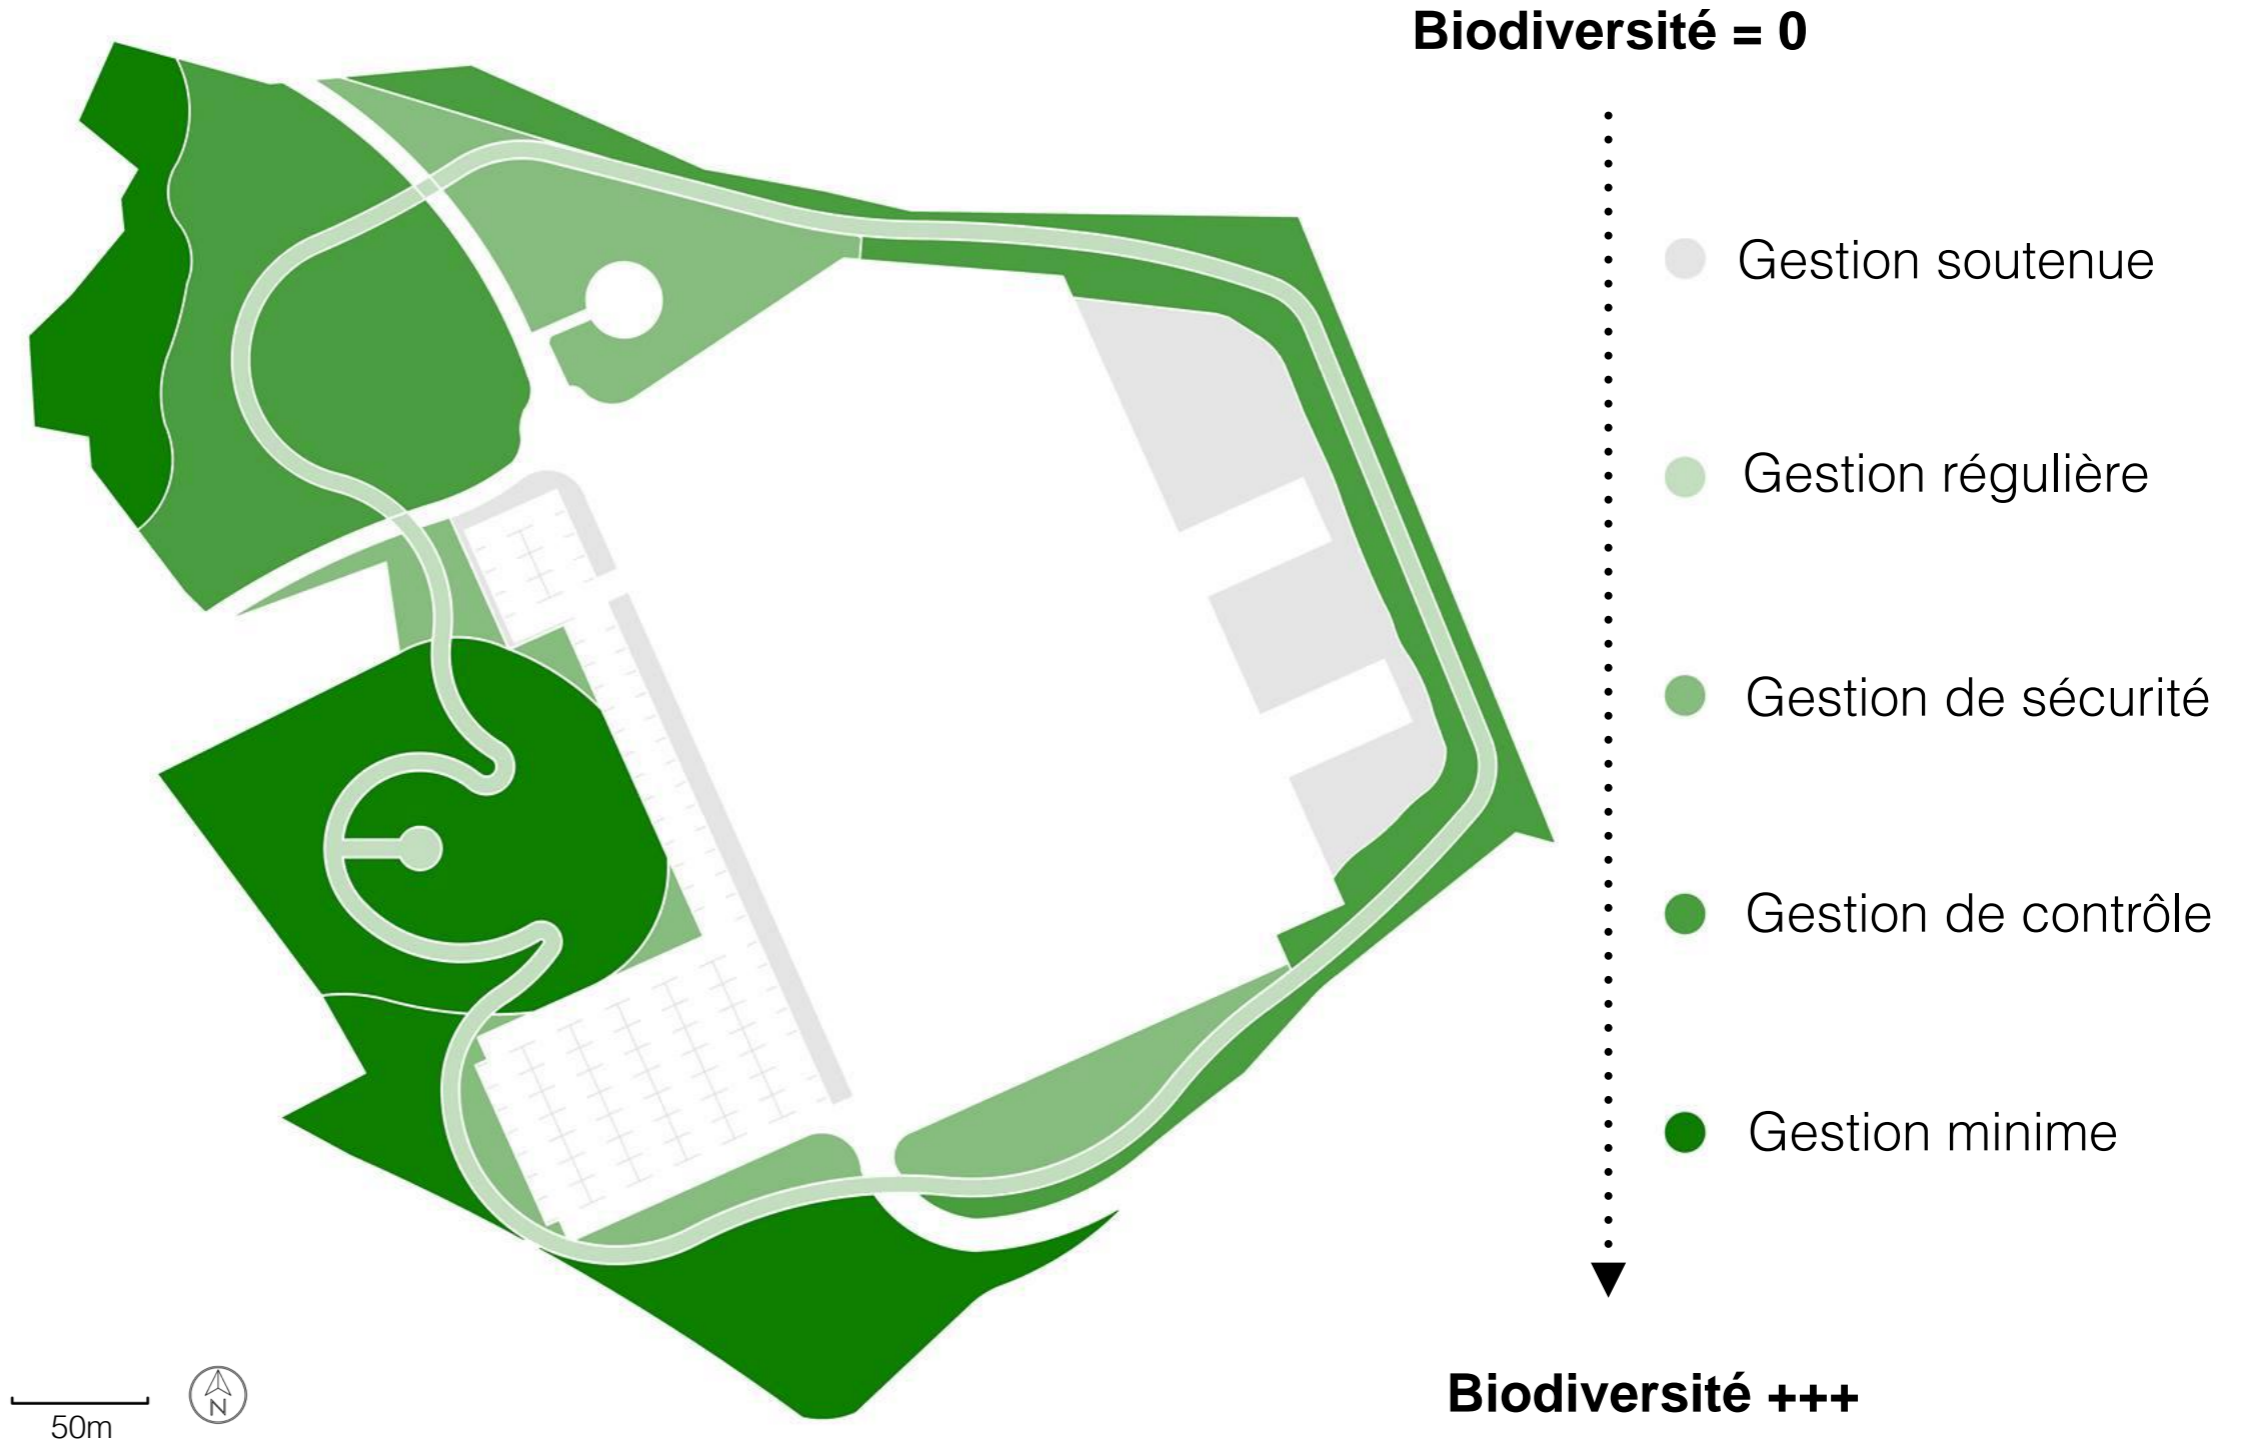 Biodiversité = 0
Gestion soutenue
Gestion régulière
Gestion de sécurité
Gestion de contrôle
Gestion minime
Biodiversité +++
50m
N